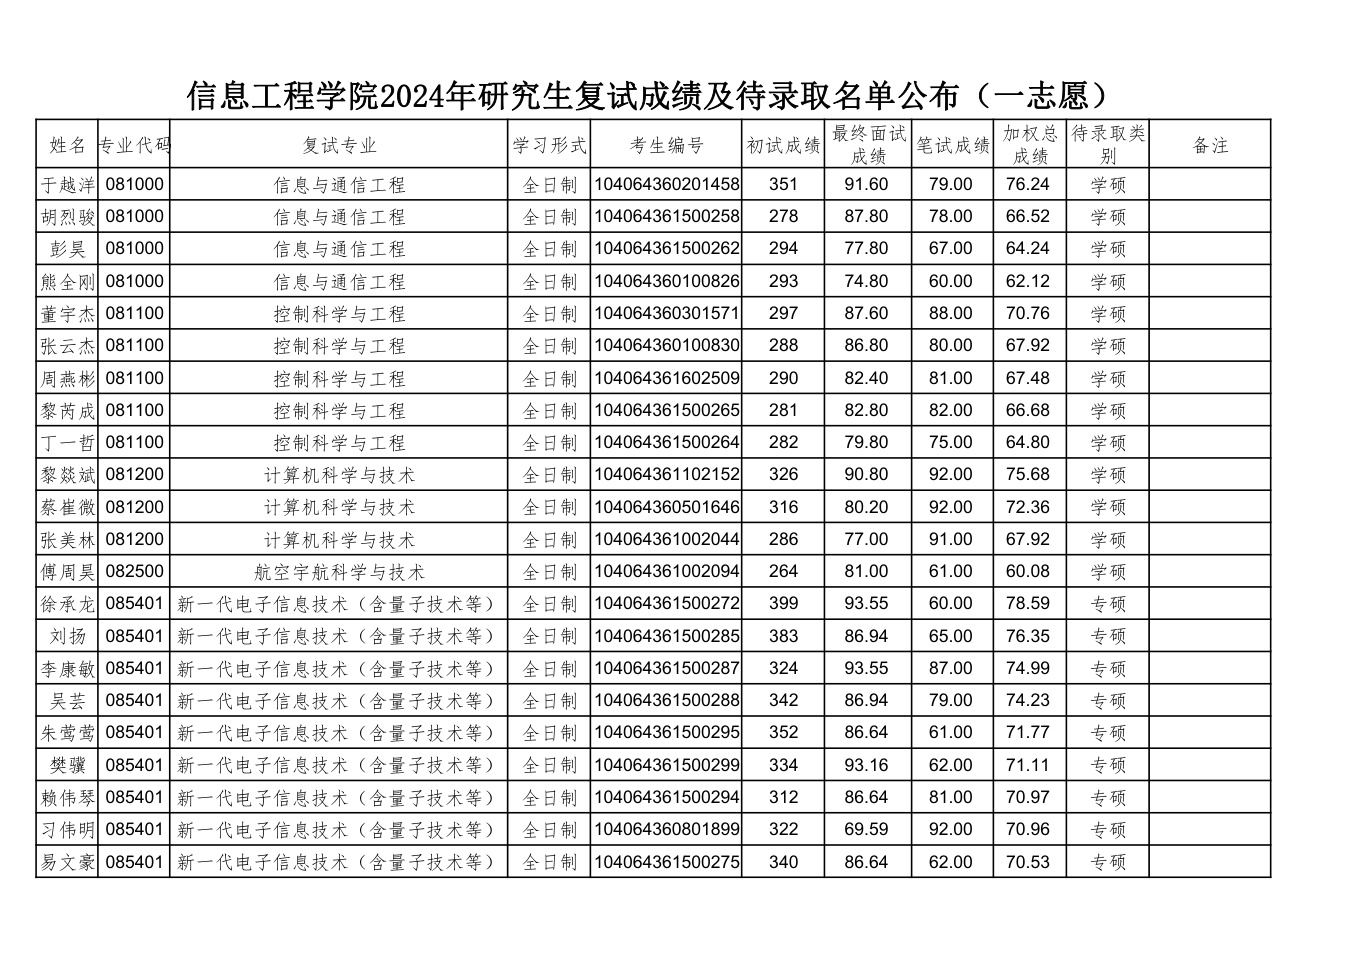 信息工程学院2024年研究生复试成绩及待录取名单公布（一志愿）
姓名 专业代码 复试专业 学习形式 考生编号 初试成绩 最终面试成绩 笔试成绩 加权总成绩 待录取类别 备注
于越洋 081000 信息与通信工程 全日制 104064360201458 351 91.60 79.00 76.24 学硕
胡烈骏 081000 信息与通信工程 全日制 104064361500258 278 87.80 78.00 66.52 学硕
彭昊 081000 信息与通信工程 全日制 104064361500262 294 77.80 67.00 64.24 学硕
熊全刚 081000 信息与通信工程 全日制 104064360100826 293 74.80 60.00 62.12 学硕
董宇杰 081100 控制科学与工程 全日制 104064360301571 297 87.60 88.00 70.76 学硕
张云杰 081100 控制科学与工程 全日制 104064360100830 288 86.80 80.00 67.92 学硕
周燕彬 081100 控制科学与工程 全日制 104064361602509 290 82.40 81.00 67.48 学硕
黎芮成 081100 控制科学与工程 全日制 104064361500265 281 82.80 82.00 66.68 学硕
丁一哲 081100 控制科学与工程 全日制 104064361500264 282 79.80 75.00 64.80 学硕
黎燚斌 081200 计算机科学与技术 全日制 104064361102152 326 90.80 92.00 75.68 学硕
蔡崔微 081200 计算机科学与技术 全日制 104064360501646 316 80.20 92.00 72.36 学硕
张美林 081200 计算机科学与技术 全日制 104064361002044 286 77.00 91.00 67.92 学硕
傅周昊 082500 航空宇航科学与技术 全日制 104064361002094 264 81.00 61.00 60.08 学硕
徐承龙 085401 新一代电子信息技术（含量子技术等） 全日制 104064361500272 399 93.55 60.00 78.59 专硕
刘扬 085401 新一代电子信息技术（含量子技术等） 全日制 104064361500285 383 86.94 65.00 76.35 专硕
李康敏 085401 新一代电子信息技术（含量子技术等） 全日制 104064361500287 324 93.55 87.00 74.99 专硕
吴芸 085401 新一代电子信息技术（含量子技术等） 全日制 104064361500288 342 86.94 79.00 74.23 专硕
朱莺莺 085401 新一代电子信息技术（含量子技术等） 全日制 104064361500295 352 86.64 61.00 71.77 专硕
樊骥 085401 新一代电子信息技术（含量子技术等） 全日制 104064361500299 334 93.16 62.00 71.11 专硕
赖伟琴 085401 新一代电子信息技术（含量子技术等） 全日制 104064361500294 312 86.64 81.00 70.97 专硕
习伟明 085401 新一代电子信息技术（含量子技术等） 全日制 104064360801899 322 69.59 92.00 70.96 专硕
易文豪 085401 新一代电子信息技术（含量子技术等） 全日制 104064361500275 340 86.64 62.00 70.53 专硕